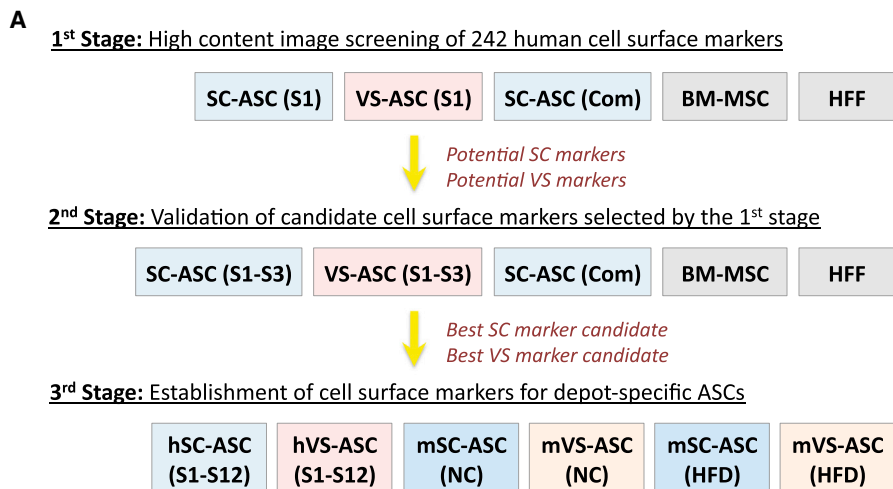 A
1st Stage: High content image screening of 242 human cell surface markers
SC-ASC (S1) VS-ASC (S1) SC-ASC (Com) BM-MSC HFF
Potential SC markers
Potential VS markers
2nd Stage: Validation of candidate cell surface markers selected by the 1st stage
SC-ASC (S1-S3) VS-ASC (S1-S3) SC-ASC (Com) BM-MSC HFF
Best SC marker candidate
Best VS marker candidate
3rd Stage: Establishment of cell surface markers for depot-specific ASCs
hSC-ASC hVS-ASC mSC-ASC mVS-ASC mSC-ASC mVS-ASC
(S1-S12) (S1-S12) (NC) (NC) (HFD) (HFD)